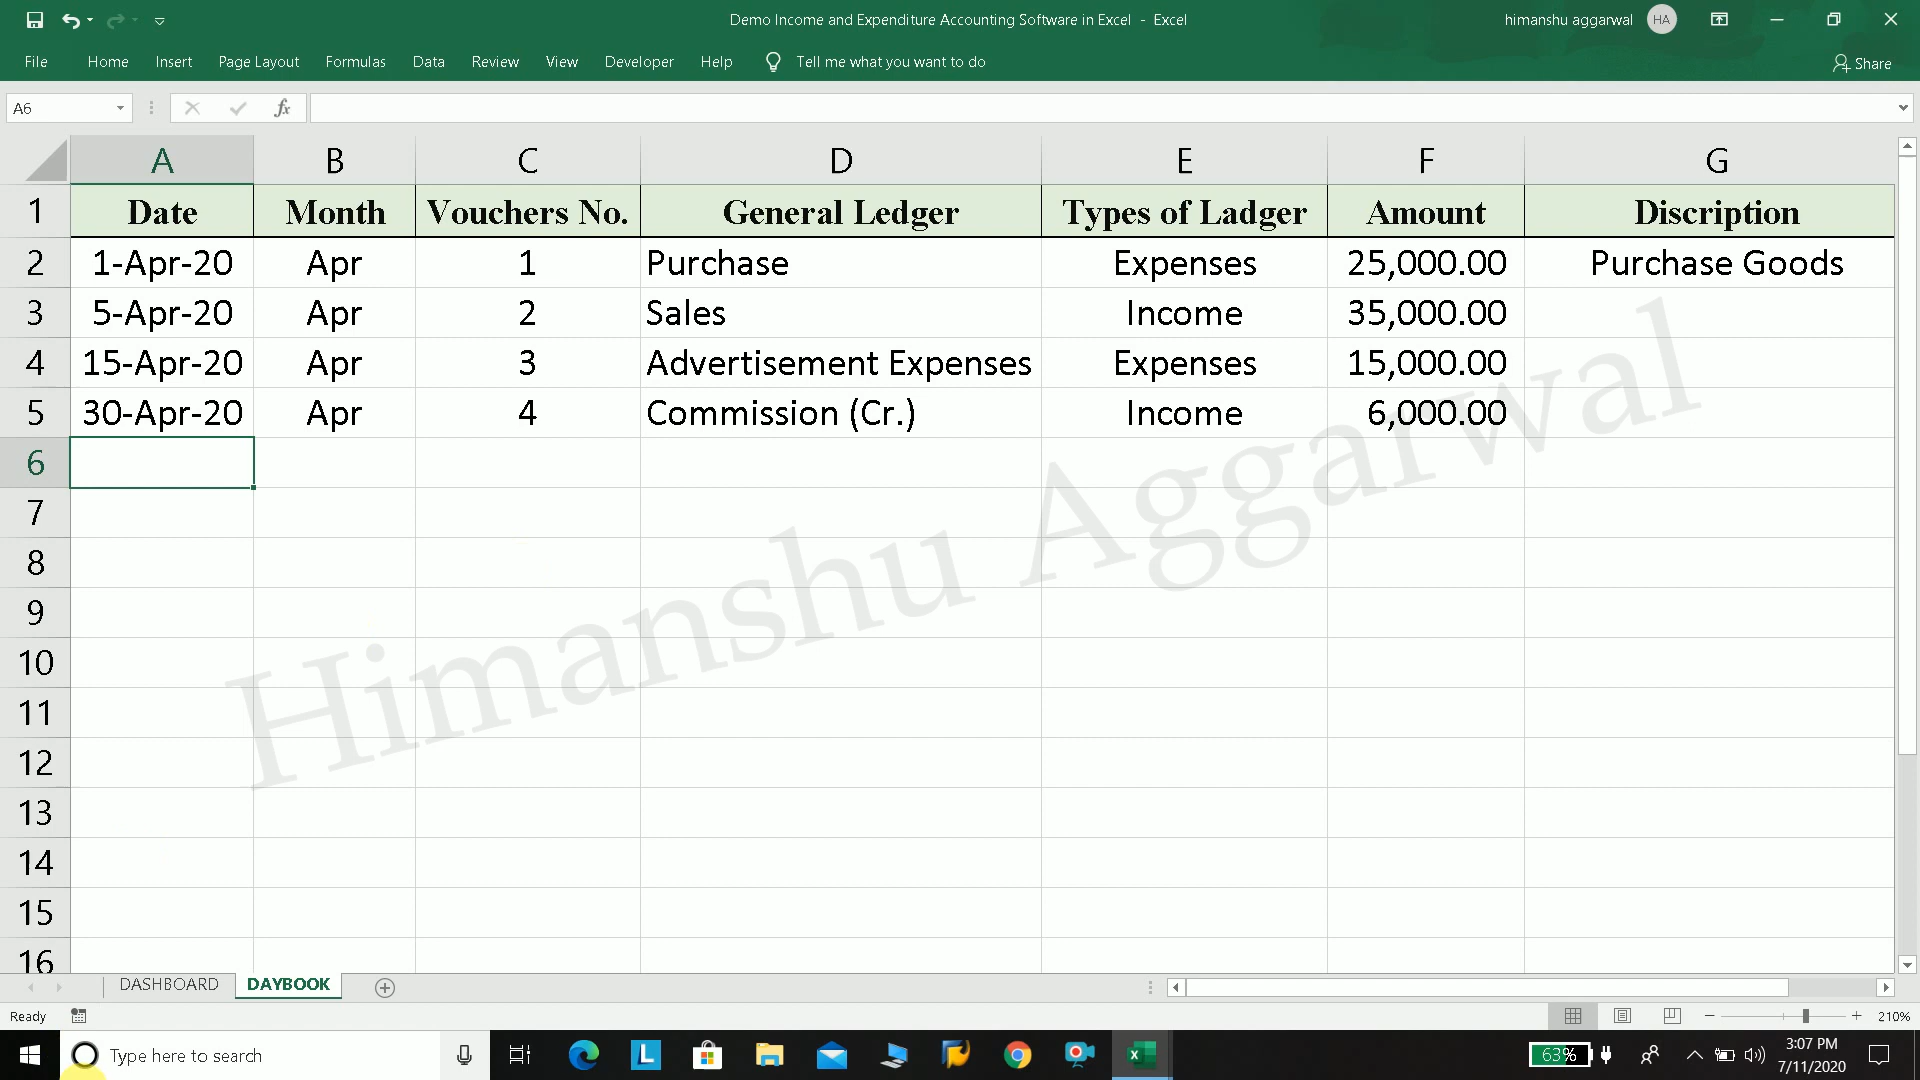 Demo Income and Expenditure Accounting Software in Excel - Excel
himanshu aggarwal HA
File Home Insert Page Layout Formulas Data Review View Developer Help Tell me what you want to do Share
A6 fx
A B C D E F G
1 Date Month Vouchers No. General Ledger Types of Ladger Amount Discription
2 1-Apr-20 Apr 1 Purchase Expenses 25,000.00 Purchase Goods
3 5-Apr-20 Apr 2 Sales Income 35,000.00
4 15-Apr-20 Apr 3 Advertisement Expenses Expenses 15,000.00
5 30-Apr-20 Apr 4 Commission (Cr.) Income 6,000.00
6
7
8
9
10
11
12
13
14
15
16
Himanshu Aggarwal
DASHBOARD DAYBOOK
Ready 210%
Type here to search
L
63%
3:07 PM
7/11/2020